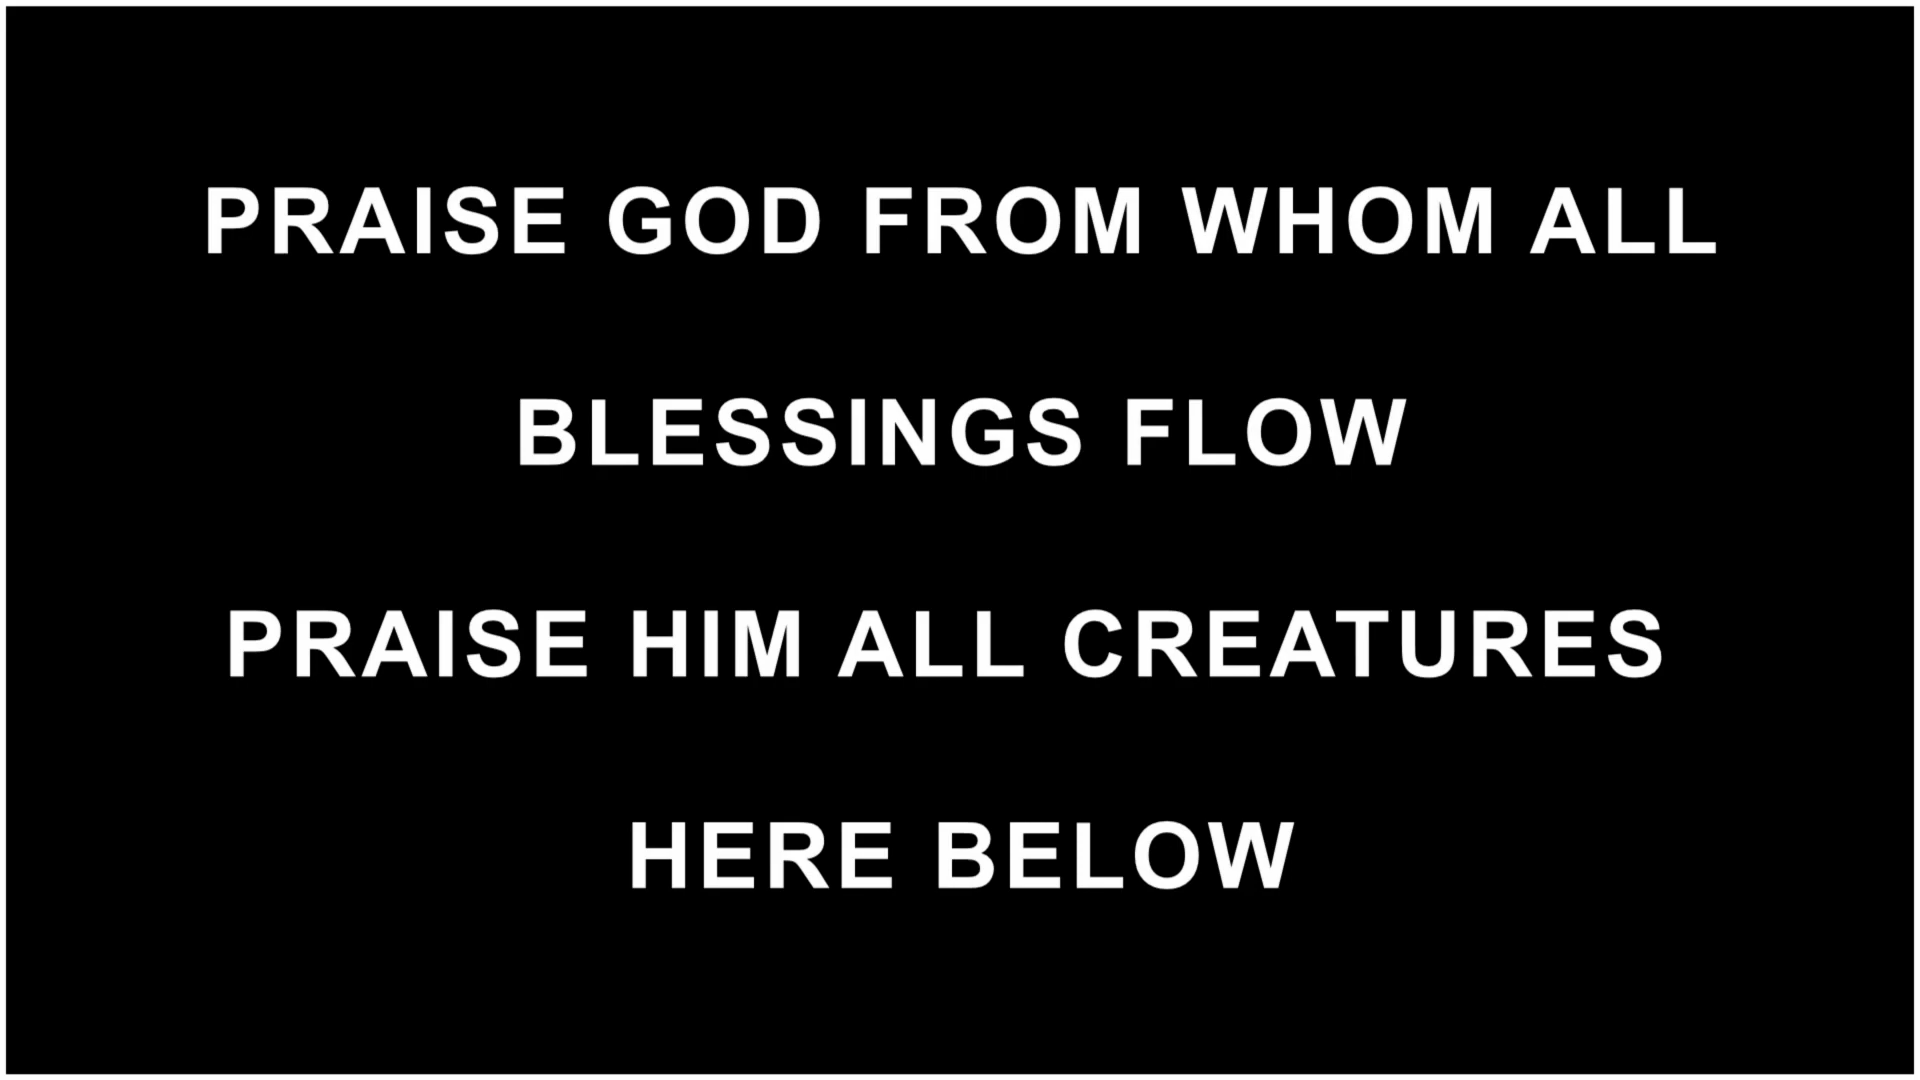 PRAISE GOD FROM WHOM ALL
BLESSINGS FLOW
PRAISE HIM ALL CREATURES
HERE BELOW